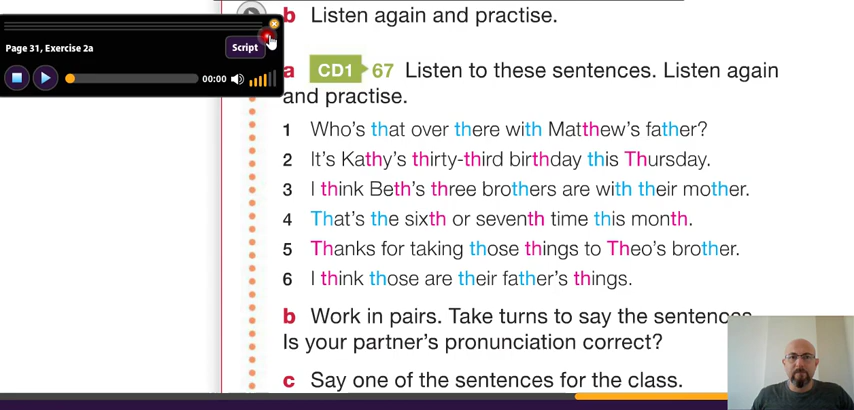 b Listen again and practise.
Page 31, Exercise 2a
Script
00:00
a CD1 67 Listen to these sentences. Listen again
and practise.
1 Who's that over there with Matthew's father?
2 It's Kathy's thirty-third birthday this Thursday.
3 I think Beth's three brothers are with their mother.
4 That's the sixth or seventh time this month.
5 Thanks for taking those things to Theo's brother.
6 I think those are their father's things.
b Work in pairs. Take turns to say the sentences.
Is your partner's pronunciation correct?
c Say one of the sentences for the class.